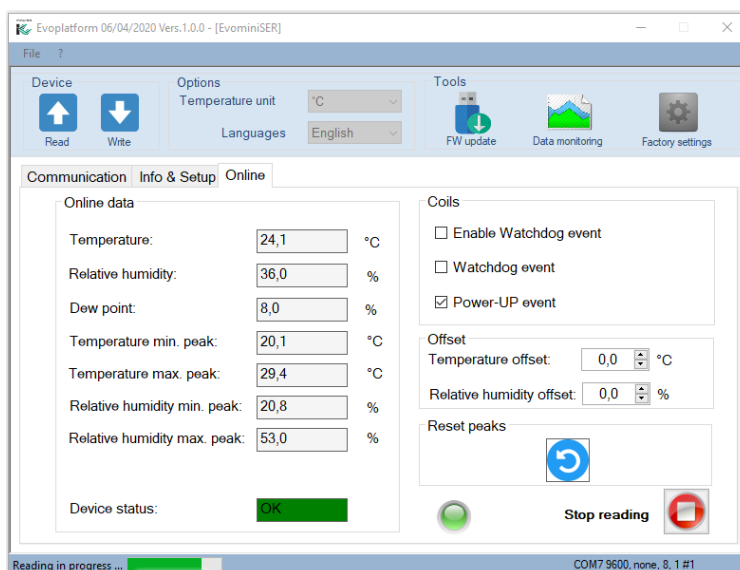 Evoplatform 06/04/2020 Vers.1.0.0 - [EvominiSER]
File ?
Device
Read
Write
Options
Temperature unit °C
Languages English
Tools
FW update
Data monitoring
Factory settings
Communication Info & Setup Online
Online data
Temperature: 24,1 °C
Relative humidity: 36,0 %
Dew point: 8,0 %
Temperature min. peak: 20,1 °C
Temperature max. peak: 29,4 °C
Relative humidity min. peak: 20,8 %
Relative humidity max. peak: 53,0 %
Device status: OK
Coils
Enable Watchdog event
Watchdog event
Power-UP event
Offset
Temperature offset: 0,0 °C
Relative humidity offset: 0,0 %
Reset peaks
Stop reading
Reading in progress ... COM7 9600, none, 8, 1 #1